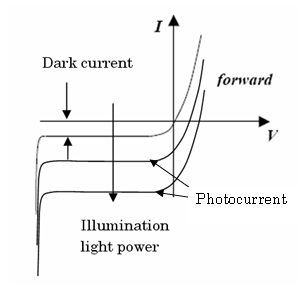 I
Dark current
forward
V
Photocurrent
Illumination
light power